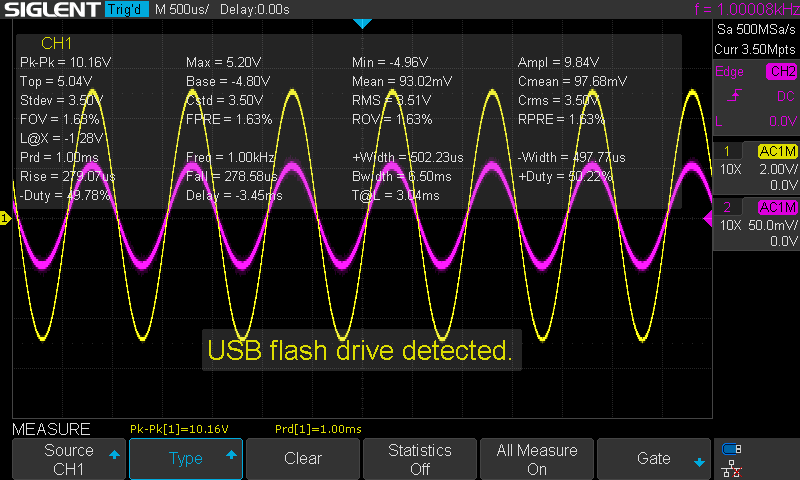 SIGLENT Trig'd M 500us/ Delay:0.00s f = 1.00008kHz
Sa 500MSa/s
Curr 3.50Mpts
Edge CH2
DC
L 0.0V
1 AC1M
10X 2.00V/
0.0V
2 AC1M
10X 50.0mV/
0.0V
CH1
Pk-Pk = 10.16V Max = 5.20V Min = -4.96V Ampl = 9.84V
Top = 5.04V Base = -4.80V Mean = 93.02mV Cmean = 97.68mV
Stdev = 3.50V Cstd = 3.50V RMS = 3.51V Crms = 3.50V
FOV = 1.63% FPRE = 1.63% ROV = 1.63% RPRE = 1.63%
L@X = -1.28V
Prd = 1.00ms Freq = 1.00kHz +Width = 502.23us -Width = 497.77us
Rise = 279.07us Fall = 278.58us Bwidth = 6.50ms +Duty = 50.22%
-Duty = 49.78% Delay = -3.45ms T@L = 3.04ms
1
USB flash drive detected.
MEASURE Pk-Pk[1]=10.16V Prd[1]=1.00ms
Source CH1
Type
Clear
Statistics Off
All Measure On
Gate